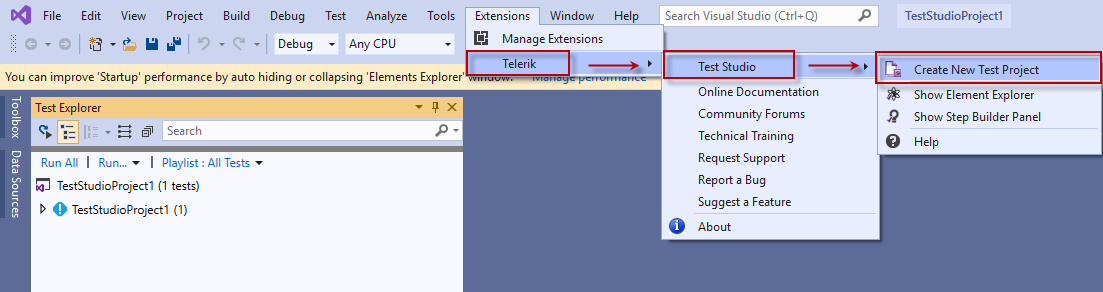 File Edit View Project Build Debug Test Analyze Tools Extensions Window Help Search Visual Studio (Ctrl+Q) TestStudioProject1
Debug Any CPU
Manage Extensions
Telerik
Test Studio
Online Documentation
Community Forums
Technical Training
Request Support
Report a Bug
Suggest a Feature
About
Create New Test Project
Show Element Explorer
Show Step Builder Panel
Help
You can improve 'Startup' performance by auto hiding or collapsing 'Elements Explorer' window. Manage performance
Toolbox
Data Sources
Test Explorer
Search
Run All Run... Playlist : All Tests
TestStudioProject1 (1 tests)
TestStudioProject1 (1)